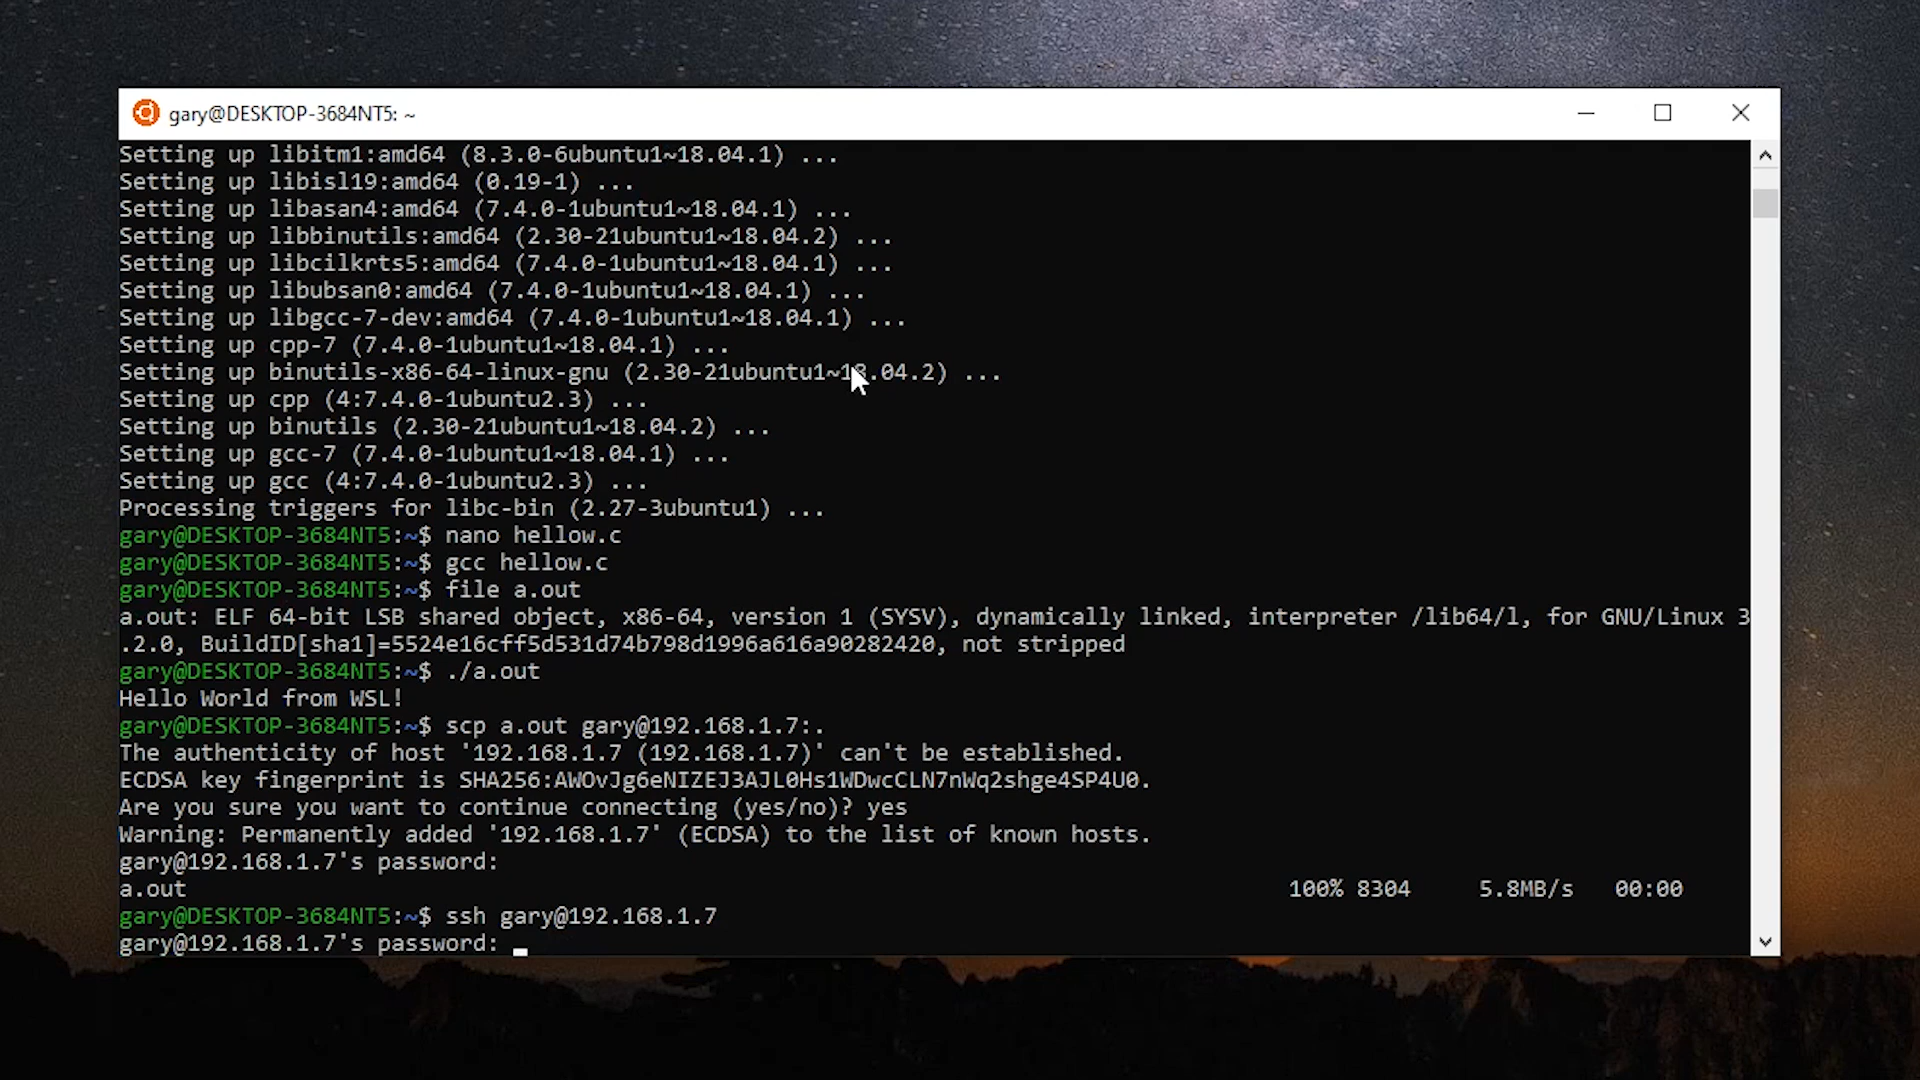 gary@DESKTOP-3684NT5: ~
Setting up libitm1:amd64 (8.3.0-6ubuntu1~18.04.1) ...
Setting up libisl19:amd64 (0.19-1) ...
Setting up libasan4:amd64 (7.4.0-1ubuntu1~18.04.1) ...
Setting up libbinutils:amd64 (2.30-21ubuntu1~18.04.2) ...
Setting up libcilkrts5:amd64 (7.4.0-1ubuntu1~18.04.1) ...
Setting up libubsan0:amd64 (7.4.0-1ubuntu1~18.04.1) ...
Setting up libgcc-7-dev:amd64 (7.4.0-1ubuntu1~18.04.1) ...
Setting up cpp-7 (7.4.0-1ubuntu1~18.04.1) ...
Setting up binutils-x86-64-linux-gnu (2.30-21ubuntu1~18.04.2) ...
Setting up cpp (4:7.4.0-1ubuntu2.3) ...
Setting up binutils (2.30-21ubuntu1~18.04.2) ...
Setting up gcc-7 (7.4.0-1ubuntu1~18.04.1) ...
Setting up gcc (4:7.4.0-1ubuntu2.3) ...
Processing triggers for libc-bin (2.27-3ubuntu1) ...
gary@DESKTOP-3684NT5:~$ nano hellow.c
gary@DESKTOP-3684NT5:~$ gcc hellow.c
gary@DESKTOP-3684NT5:~$ file a.out
a.out: ELF 64-bit LSB shared object, x86-64, version 1 (SYSV), dynamically linked, interpreter /lib64/l, for GNU/Linux 3
.2.0, BuildID[sha1]=5524e16cff5d531d74b798d1996a616a90282420, not stripped
gary@DESKTOP-3684NT5:~$ ./a.out
Hello World from WSL!
gary@DESKTOP-3684NT5:~$ scp a.out gary@192.168.1.7:.
The authenticity of host '192.168.1.7 (192.168.1.7)' can't be established.
ECDSA key fingerprint is SHA256:AWOvJg6eNIZEJ3AJL0Hs1WDwcCLN7nWq2shge4SP4U0.
Are you sure you want to continue connecting (yes/no)? yes
Warning: Permanently added '192.168.1.7' (ECDSA) to the list of known hosts.
gary@192.168.1.7's password:
a.out 100% 8304 5.8MB/s 00:00
gary@DESKTOP-3684NT5:~$ ssh gary@192.168.1.7
gary@192.168.1.7's password: